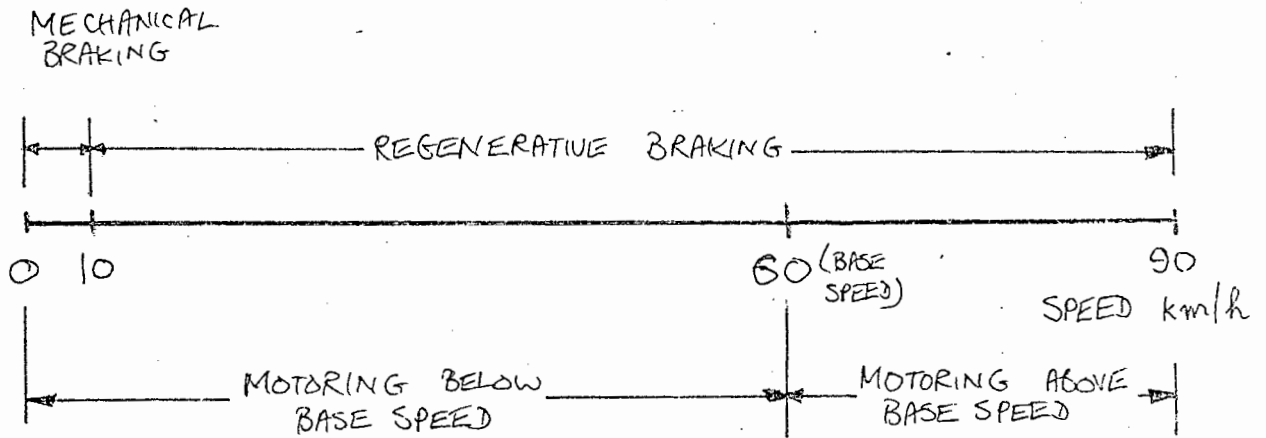 MECHANICAL
BRAKING
REGENERATIVE BRAKING
0 10 60 (BASE SPEED) 90
SPEED km/h
MOTORING BELOW
BASE SPEED
MOTORING ABOVE
BASE SPEED